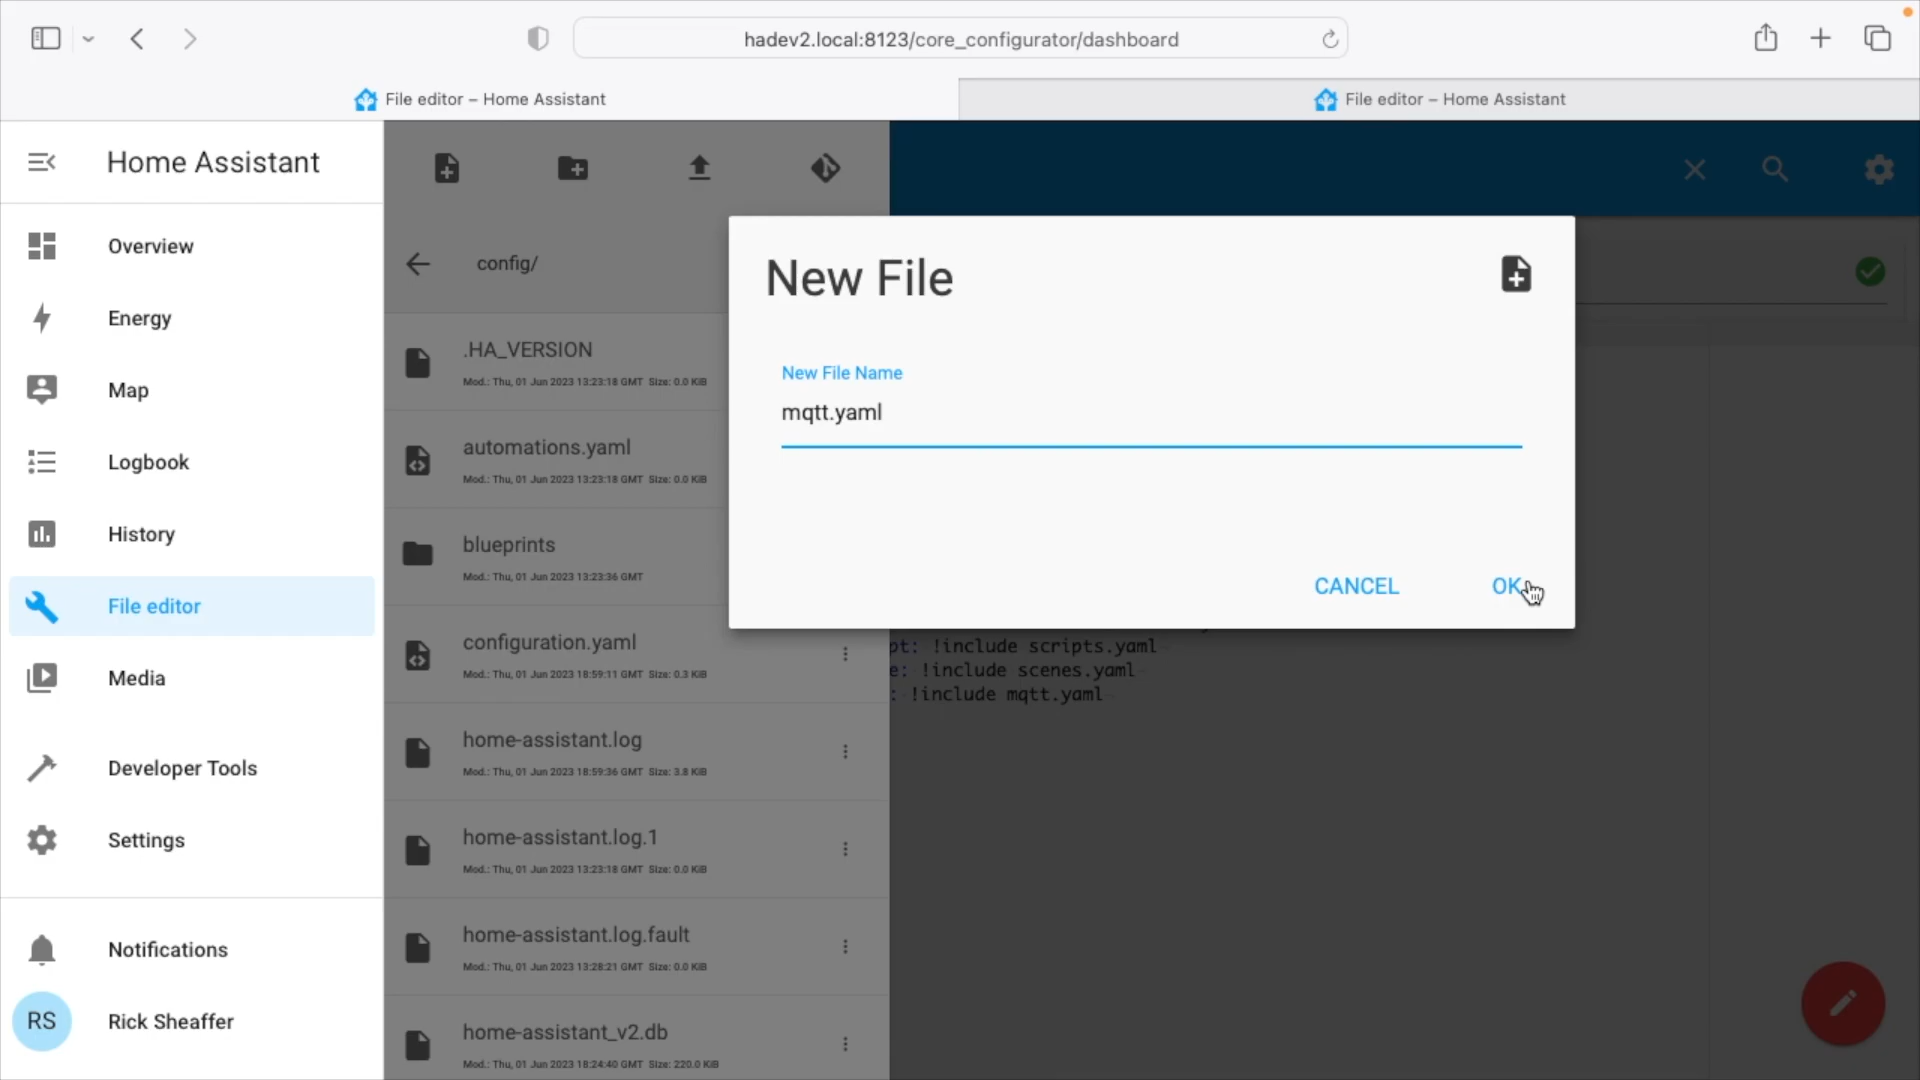 hadev2.local:8123/core_configurator/dashboard
File editor – Home Assistant
File editor – Home Assistant
Home Assistant
Overview
Energy
Map
Logbook
History
File editor
Media
Developer Tools
Settings
Notifications
RS
Rick Sheaffer
config/
.HA_VERSION
Mod.: Thu, 01 Jun 2023 13:23:18 GMT Size: 0.0 KiB
automations.yaml
Mod.: Thu, 01 Jun 2023 13:23:18 GMT Size: 0.0 KiB
blueprints
Mod.: Thu, 01 Jun 2023 13:23:36 GMT
configuration.yaml
Mod.: Thu, 01 Jun 2023 18:59:11 GMT Size: 0.3 KiB
home-assistant.log
Mod.: Thu, 01 Jun 2023 18:59:36 GMT Size: 3.8 KiB
home-assistant.log.1
Mod.: Thu, 01 Jun 2023 13:23:18 GMT Size: 0.0 KiB
home-assistant.log.fault
Mod.: Thu, 01 Jun 2023 13:28:21 GMT Size: 0.0 KiB
home-assistant_v2.db
Mod.: Thu, 01 Jun 2023 18:24:40 GMT Size: 220.0 KiB
New File
New File Name
mqtt.yaml
CANCEL
OK
pt: !include scripts.yaml
e: !include scenes.yaml
: !include mqtt.yaml